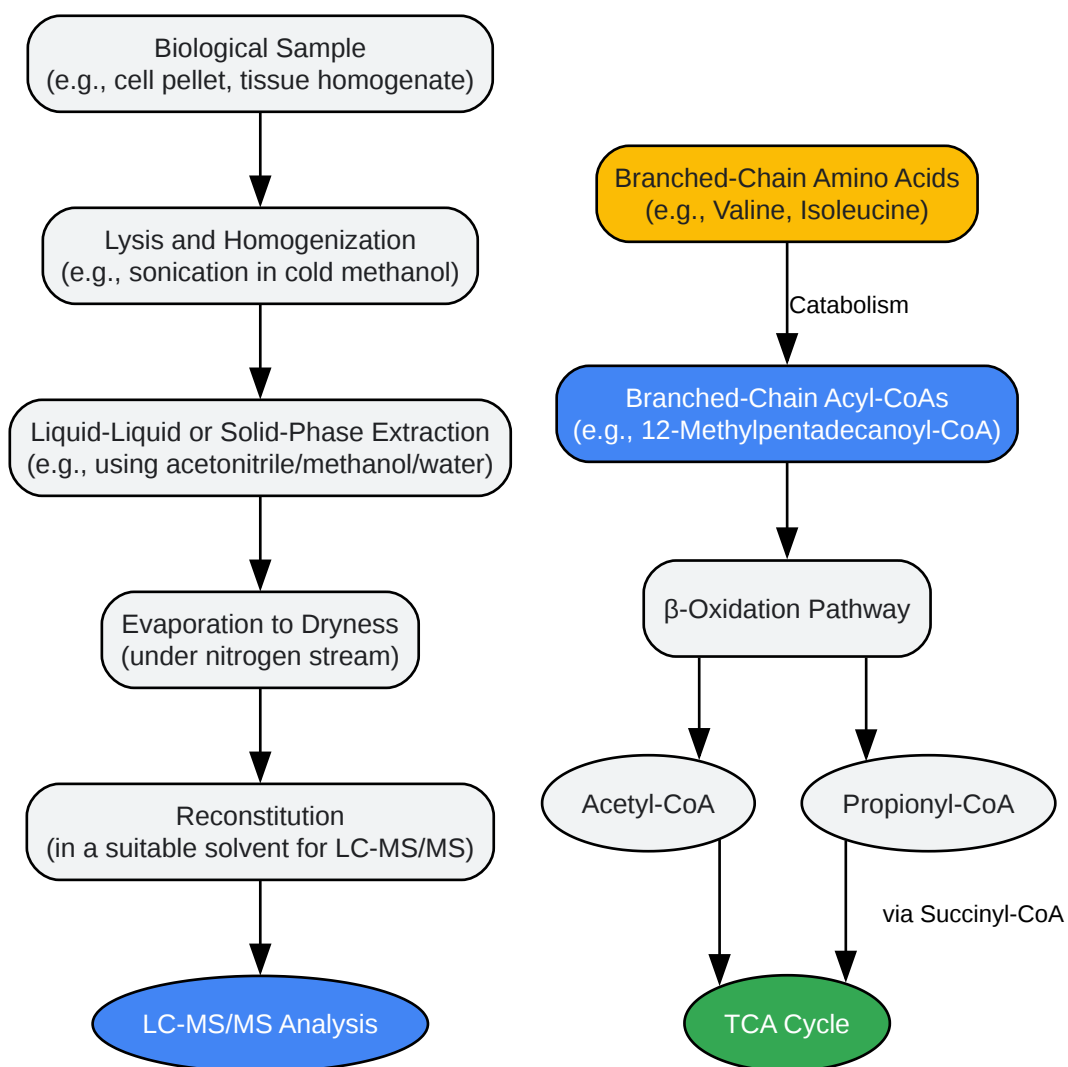 Biological Sample
(e.g., cell pellet, tissue homogenate)
Lysis and Homogenization
(e.g., sonication in cold methanol)
Liquid-Liquid or Solid-Phase Extraction
(e.g., using acetonitrile/methanol/water)
Evaporation to Dryness
(under nitrogen stream)
Reconstitution
(in a suitable solvent for LC-MS/MS)
LC-MS/MS Analysis
Branched-Chain Amino Acids
(e.g., Valine, Isoleucine)
Catabolism
Branched-Chain Acyl-CoAs
(e.g., 12-Methylpentadecanoyl-CoA)
β-Oxidation Pathway
Acetyl-CoA
Propionyl-CoA
via Succinyl-CoA
TCA Cycle